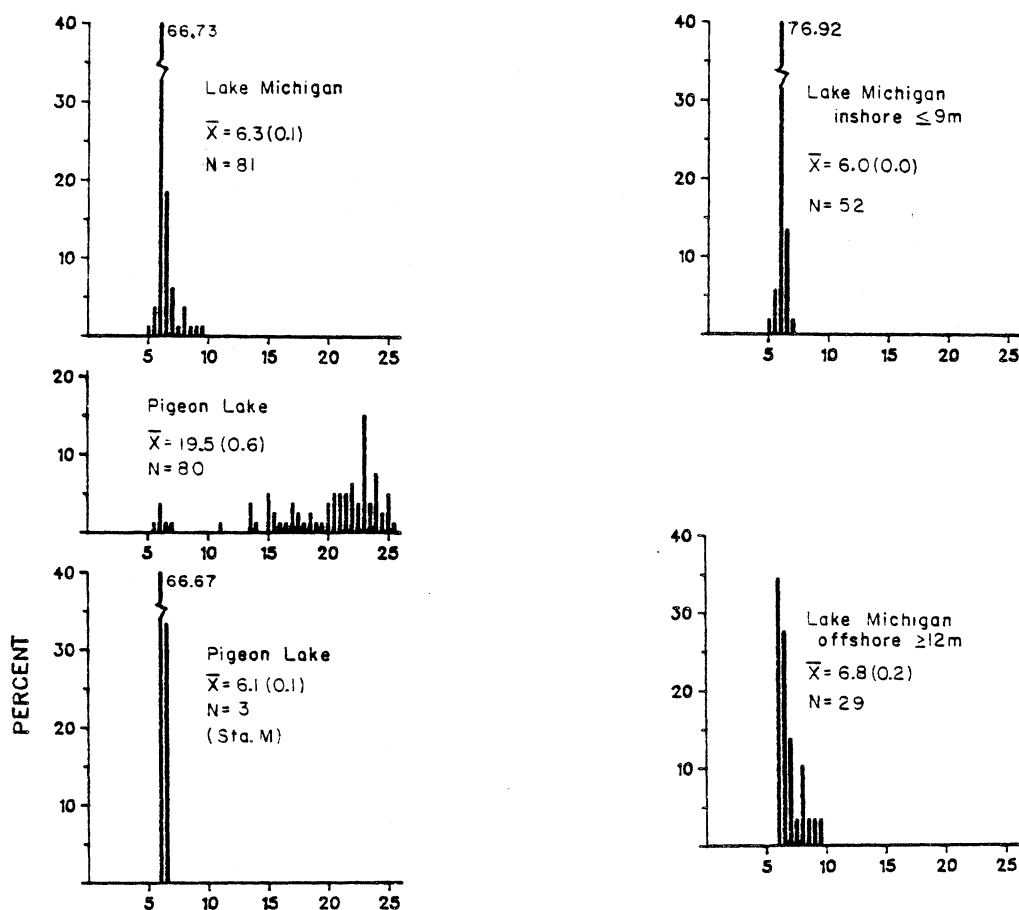 40
66.73
30
20
10
Lake Michigan
X̅ = 6.3(0.1)
N = 81
5 10 15 20 25
40
76.92
30
20
10
Lake Michigan
inshore ≤9m
X̅ = 6.0(0.0)
N = 52
5 10 15 20 25
20
10
Pigeon Lake
X̅ = 19.5(0.6)
N = 80
5 10 15 20 25
40
66.67
30
20
10
Pigeon Lake
X̅ = 6.1(0.1)
N = 3
(Sta. M)
5 10 15 20 25
PERCENT
40
30
20
10
Lake Michigan
offshore ≥12m
X̅ = 6.8(0.2)
N = 29
5 10 15 20 25